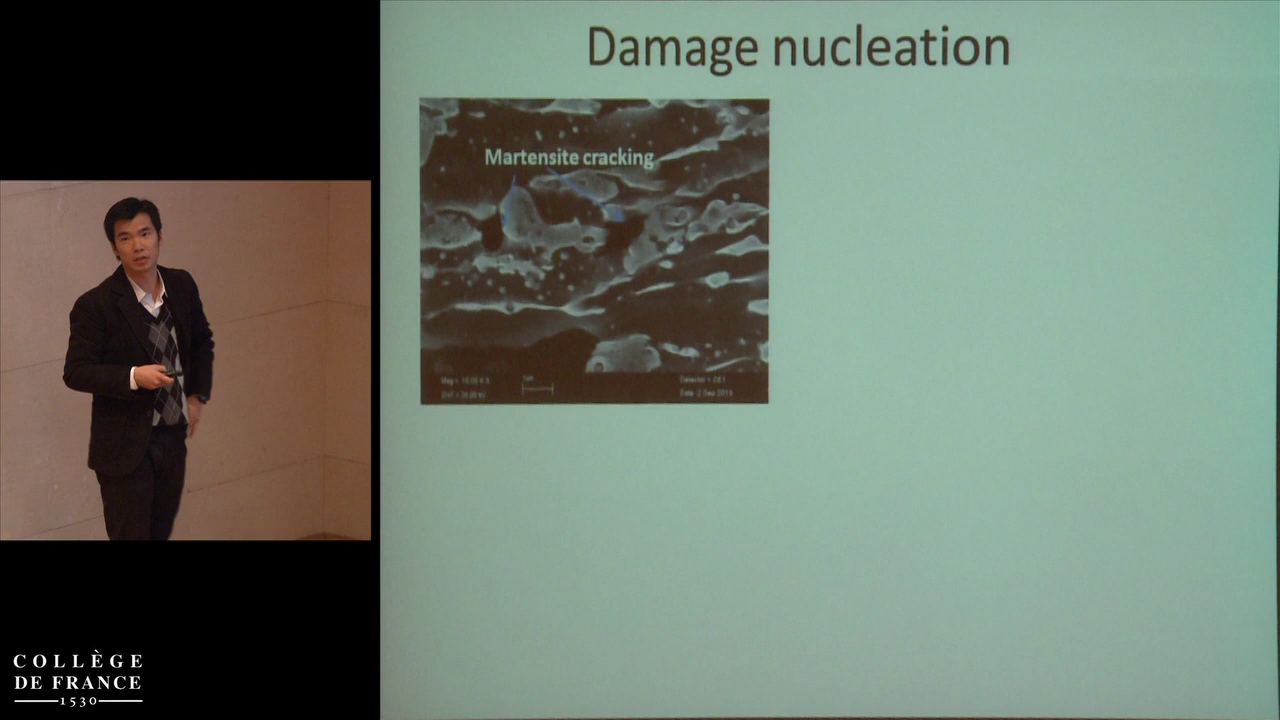 Damage nucleation
Martensite cracking
COLLÈGE
DE FRANCE
1530